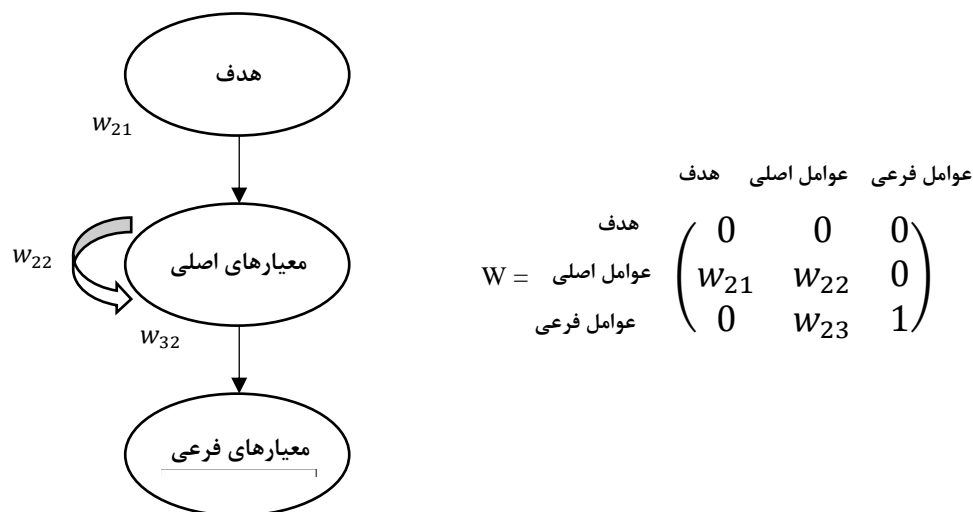 هدف
w21
معیارهای اصلی
w22
w32
معیارهای فرعی
هدف عوامل اصلی عوامل فرعی
هدف 0 0 0
W = عوامل اصلی w21 w22 0
عوامل فرعی 0 w23 1